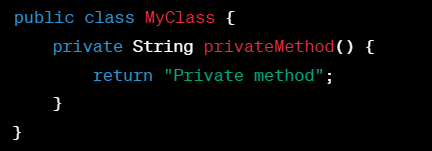 public class MyClass {
    private String privateMethod() {
        return "Private method";
    }
}